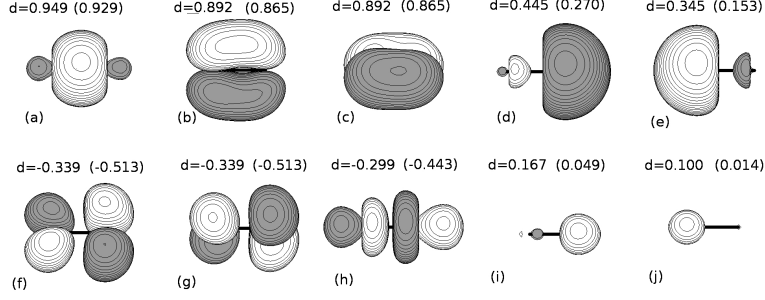 d=0.949 (0.929) d=0.892 (0.865) d=0.892 (0.865) d=0.445 (0.270) d=0.345 (0.153)
(a) (b) (c) (d) (e)
d=-0.339 (-0.513) d=-0.339 (-0.513) d=-0.299 (-0.443) d=0.167 (0.049) d=0.100 (0.014)
(f) (g) (h) (i) (j)